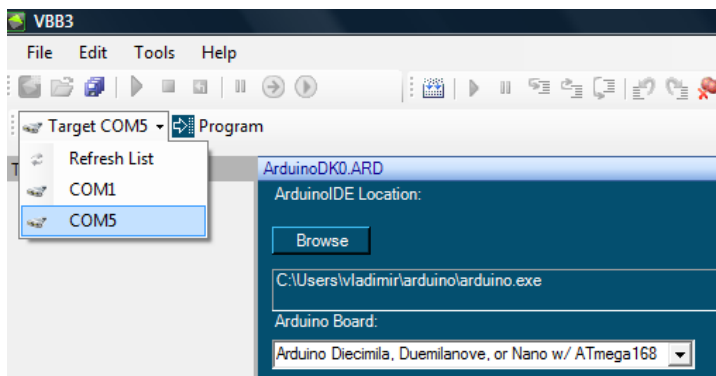 VBB3
File Edit Tools Help
Target COM5 Program
Refresh List
COM1
COM5
ArduinoDK0.ARD
ArduinoIDE Location:
Browse
C:\Users\vladimir\arduino\arduino.exe
Arduino Board:
Arduino Diecimila, Duemilanove, or Nano w/ ATmega168